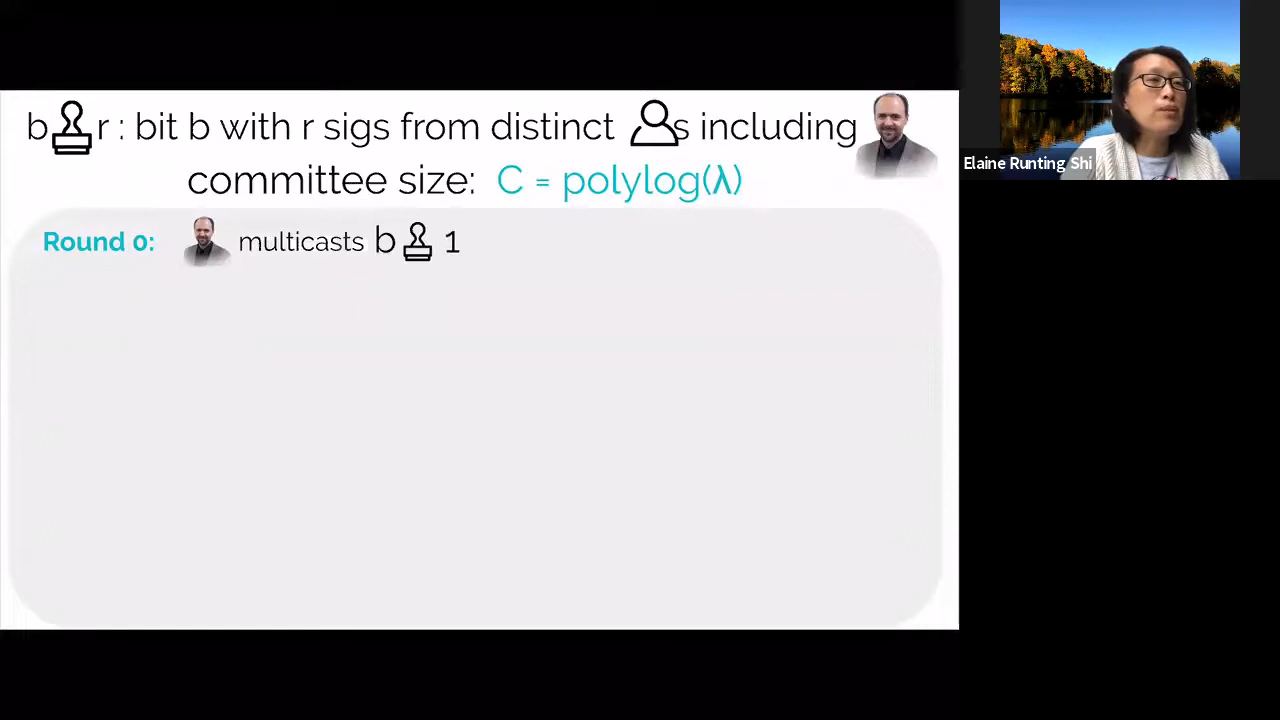 b r : bit b with r sigs from distinct s including
committee size: C = polylog(λ)
Round 0: multicasts b 1
Elaine Runting Shi